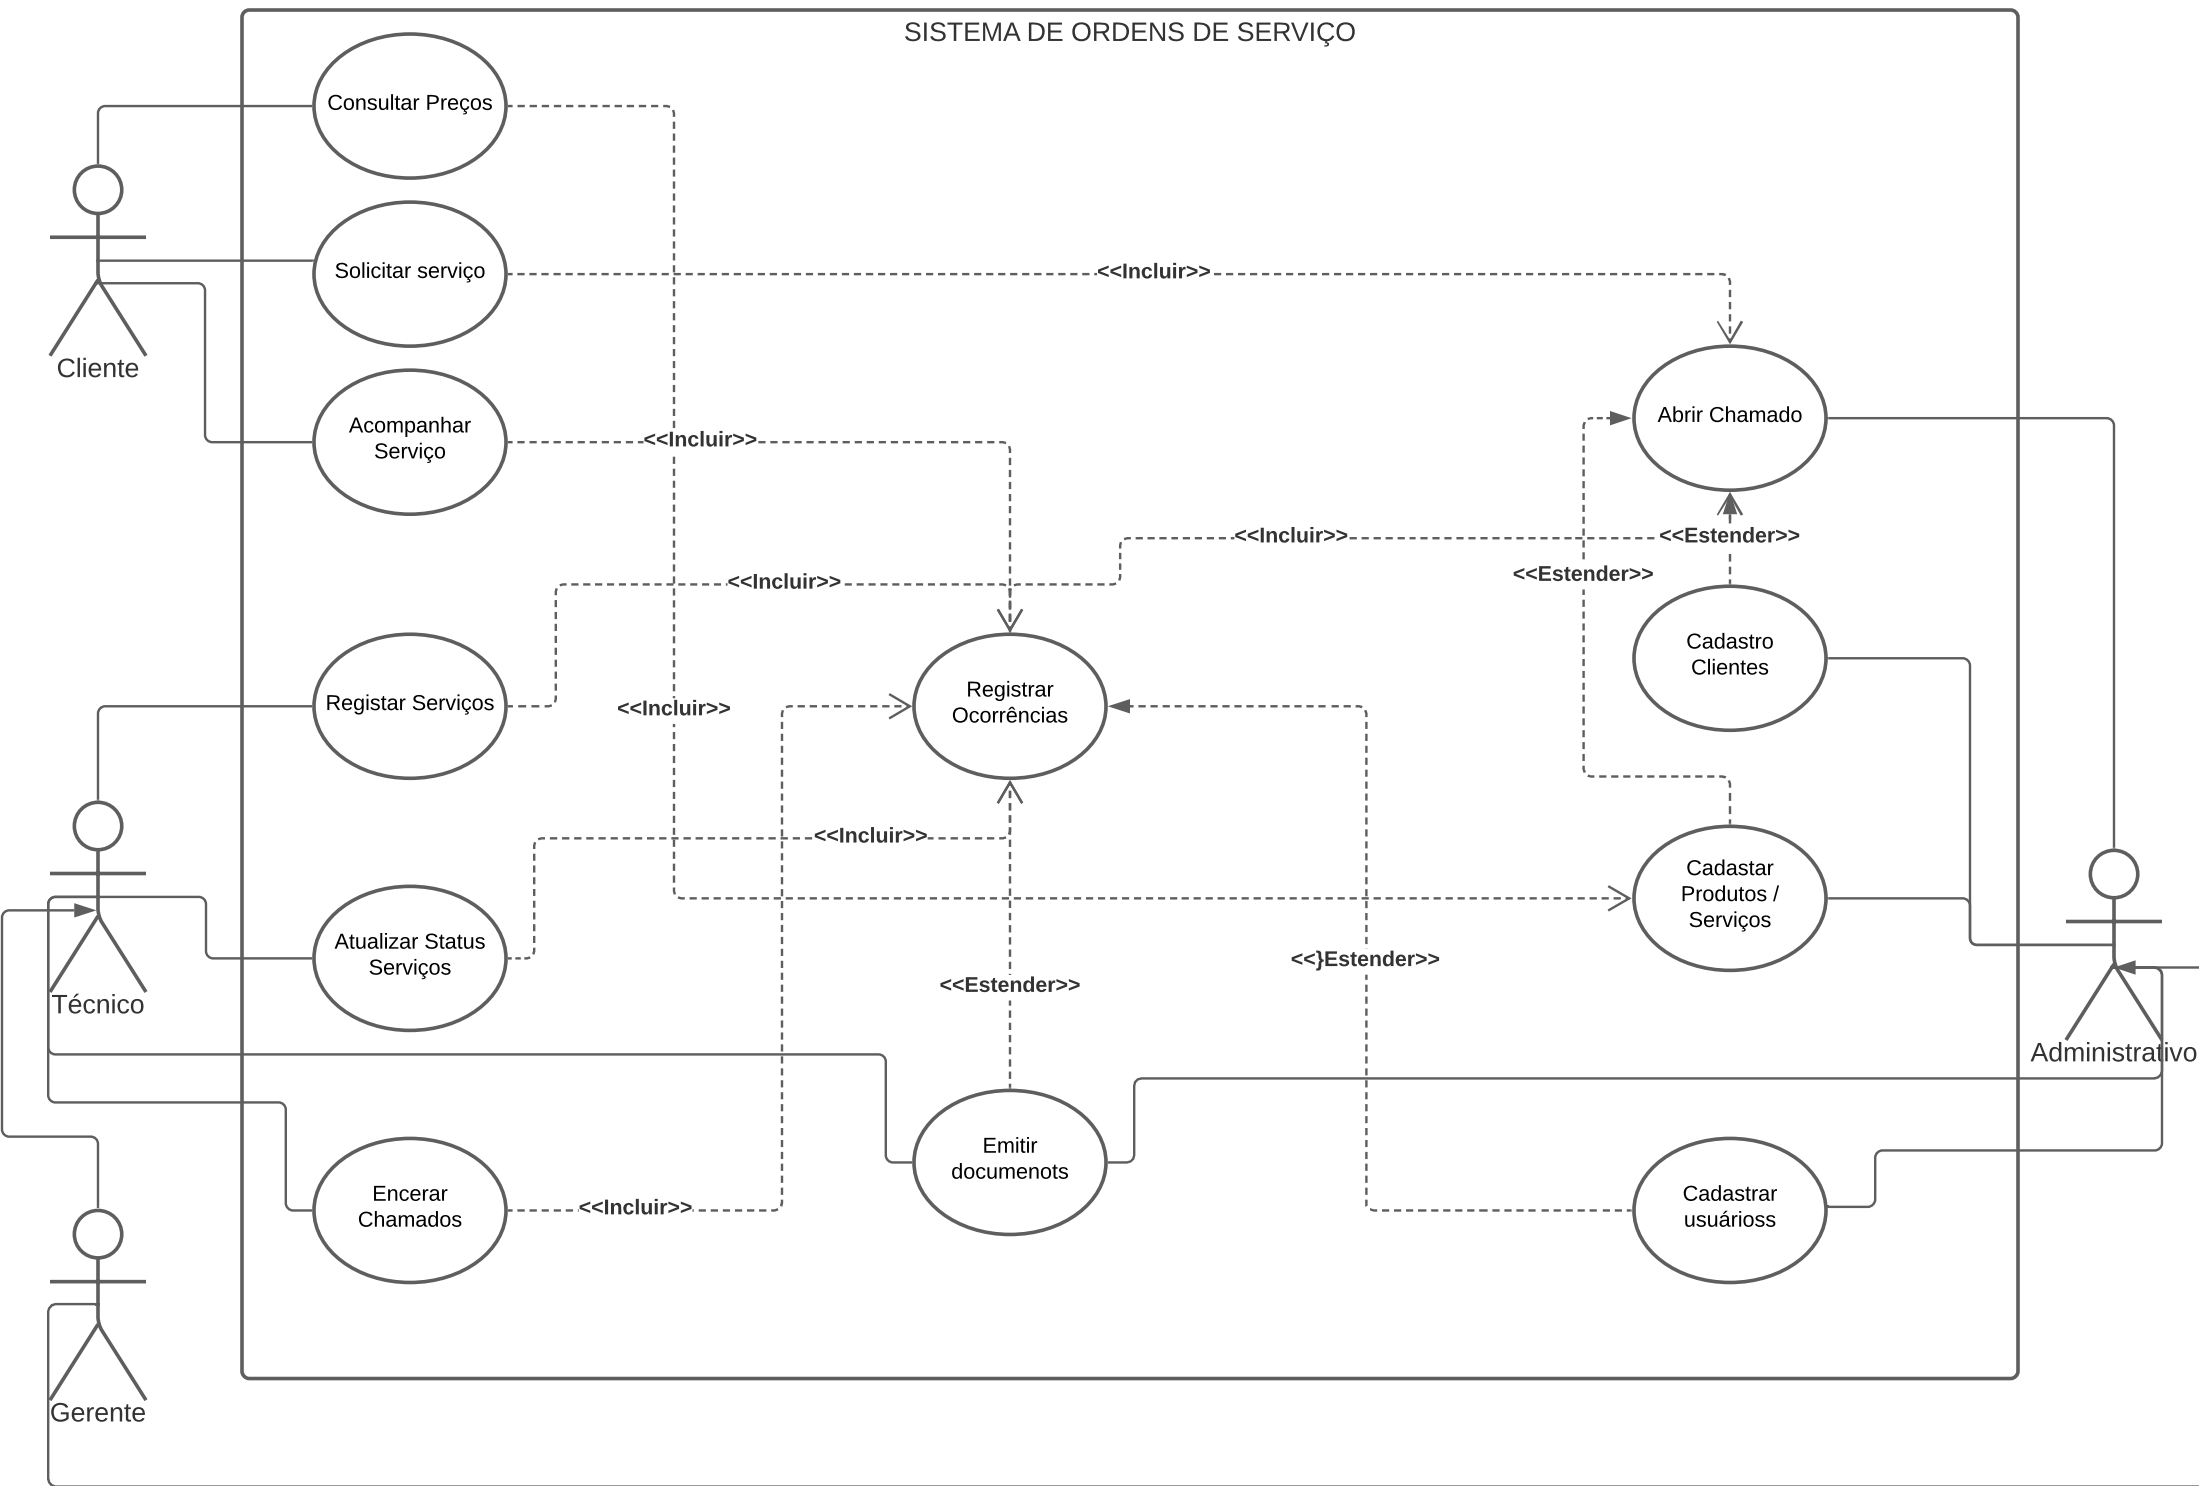 SISTEMA DE ORDENS DE SERVIÇO
Consultar Preços
Solicitar serviço
<<Incluir>>
Cliente
Acompanhar
Serviço
<<Incluir>>
Abrir Chamado
<<Incluir>>
<<Estender>>
<<Incluir>>
<<Estender>>
Cadastro
Clientes
Registar Serviços
<<Incluir>>
Registrar
Ocorrências
<<Incluir>>
Cadastar
Produtos /
Serviços
Atualizar Status
Serviços
<<}Estender>>
<<Estender>>
Técnico
Administrativo
Emitir
documenots
Encerar
Chamados
<<Incluir>>
Cadastrar
usuárioss
Gerente